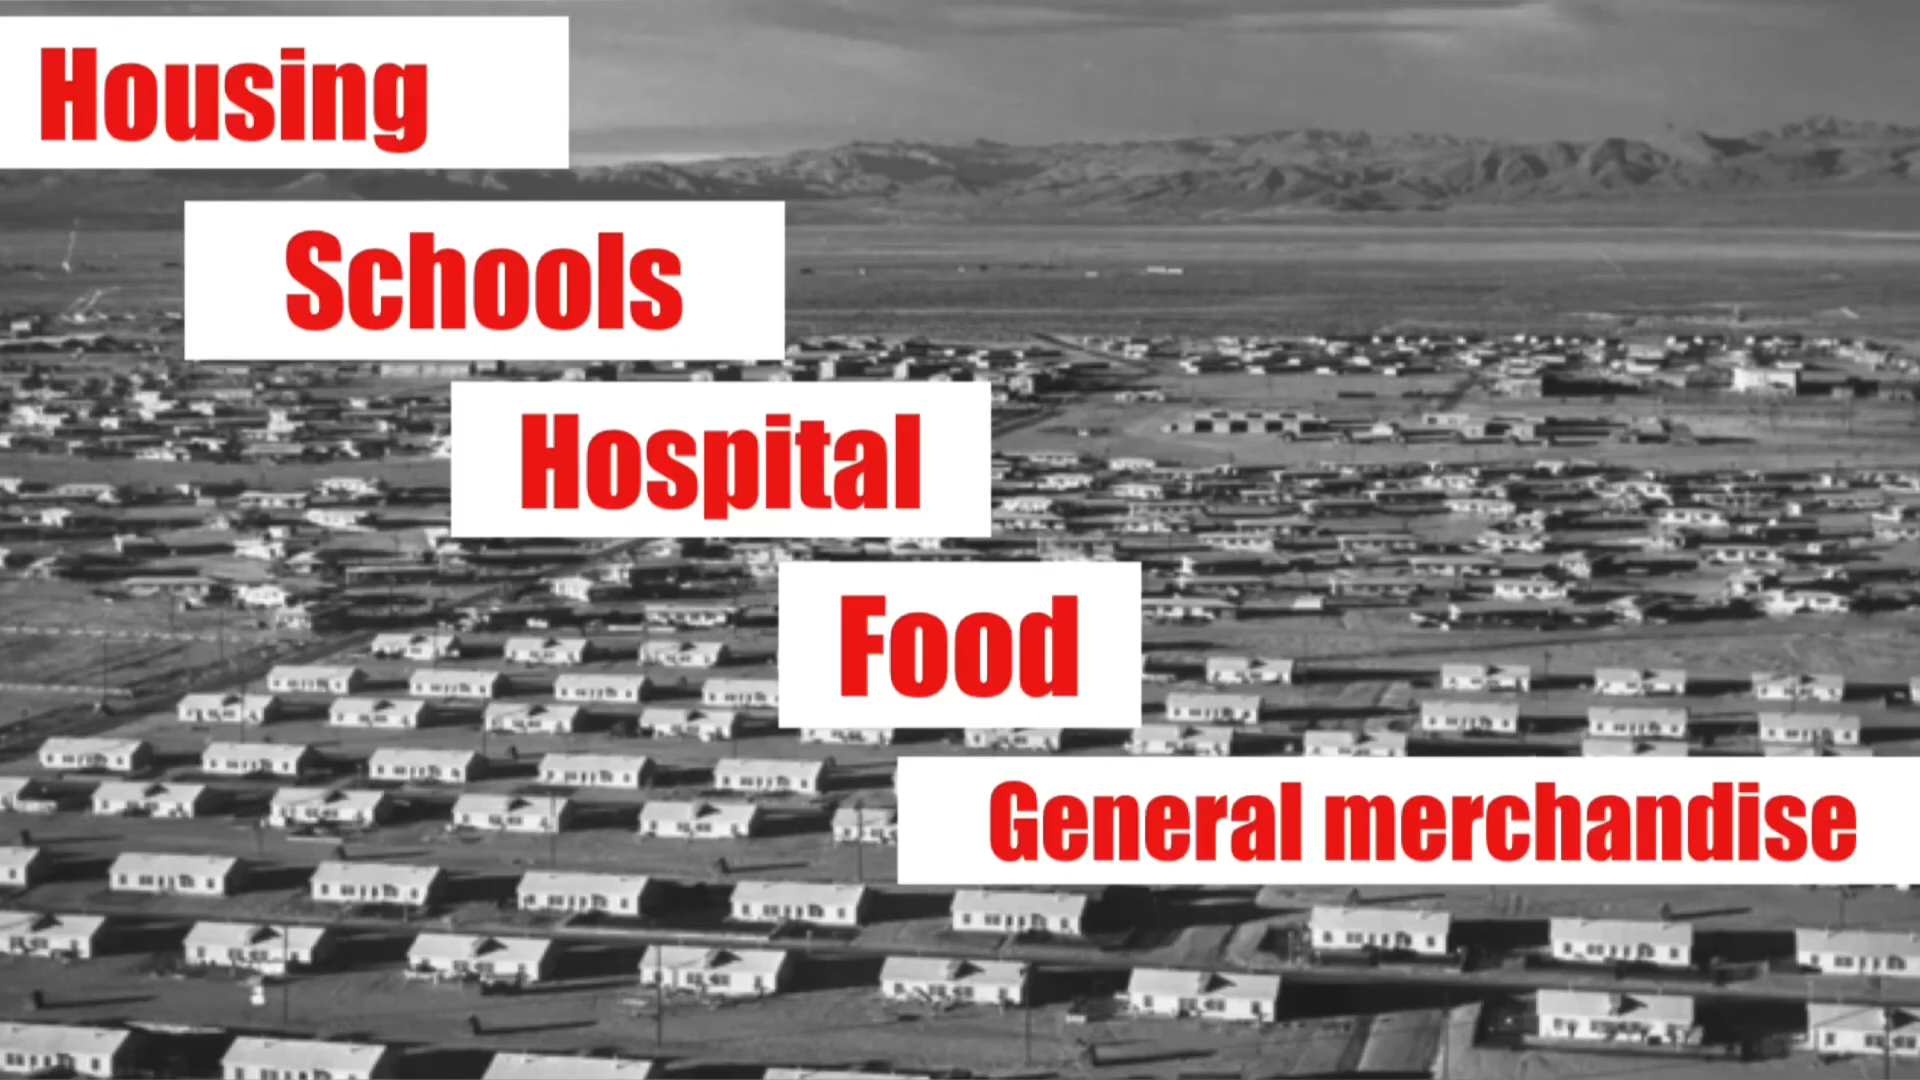 Housing
Schools
Hospital
Food
General merchandise